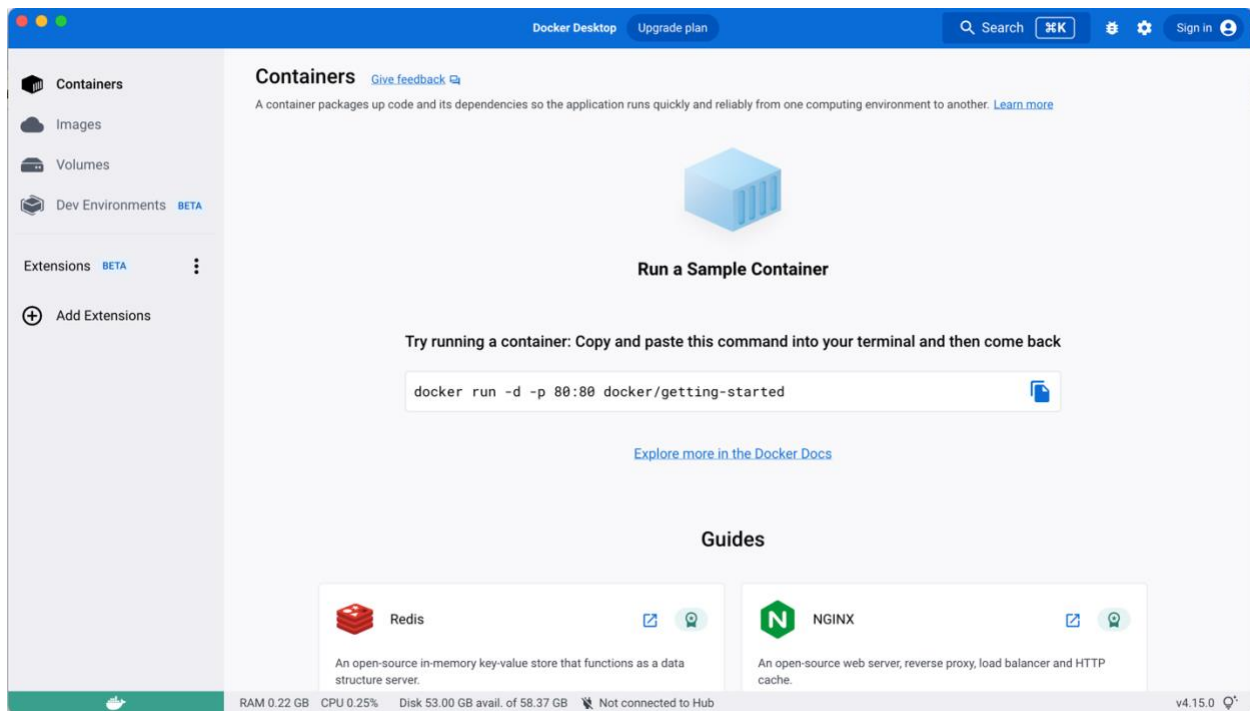 Docker Desktop Upgrade plan
Search ⌘K
Sign in
Containers
Images
Volumes
Dev Environments BETA
Extensions BETA
Add Extensions
Containers Give feedback
A container packages up code and its dependencies so the application runs quickly and reliably from one computing environment to another. Learn more
Run a Sample Container
Try running a container: Copy and paste this command into your terminal and then come back
docker run -d -p 80:80 docker/getting-started
Explore more in the Docker Docs
Guides
Redis
An open-source in-memory key-value store that functions as a data
structure server.
N NGINX
An open-source web server, reverse proxy, load balancer and HTTP
cache.
RAM 0.22 GB CPU 0.25% Disk 53.00 GB avail. of 58.37 GB Not connected to Hub
v4.15.0